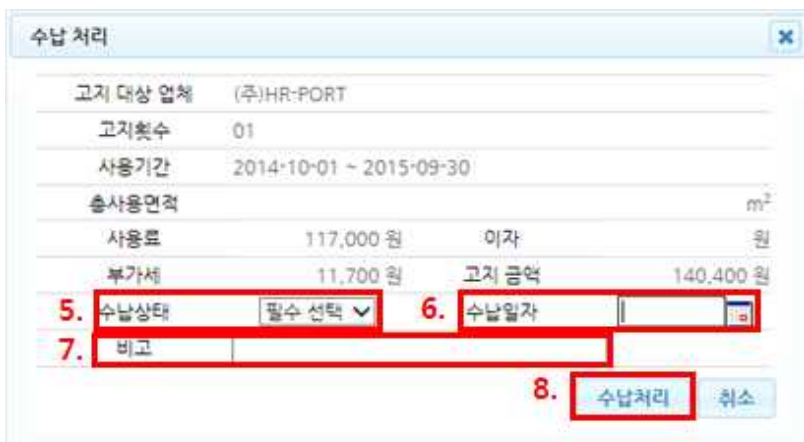 수납 처리
고지 대상 업체 (주)HR-PORT
고지횟수 01
사용기간 2014-10-01 ~ 2015-09-30
총사용면적 m²
사용료 117,000 원 이자 원
부가세 11,700 원 고지 금액 140,400 원
5. 수납상태 필수 선택 6. 수납일자
7. 비고
8. 수납처리 취소